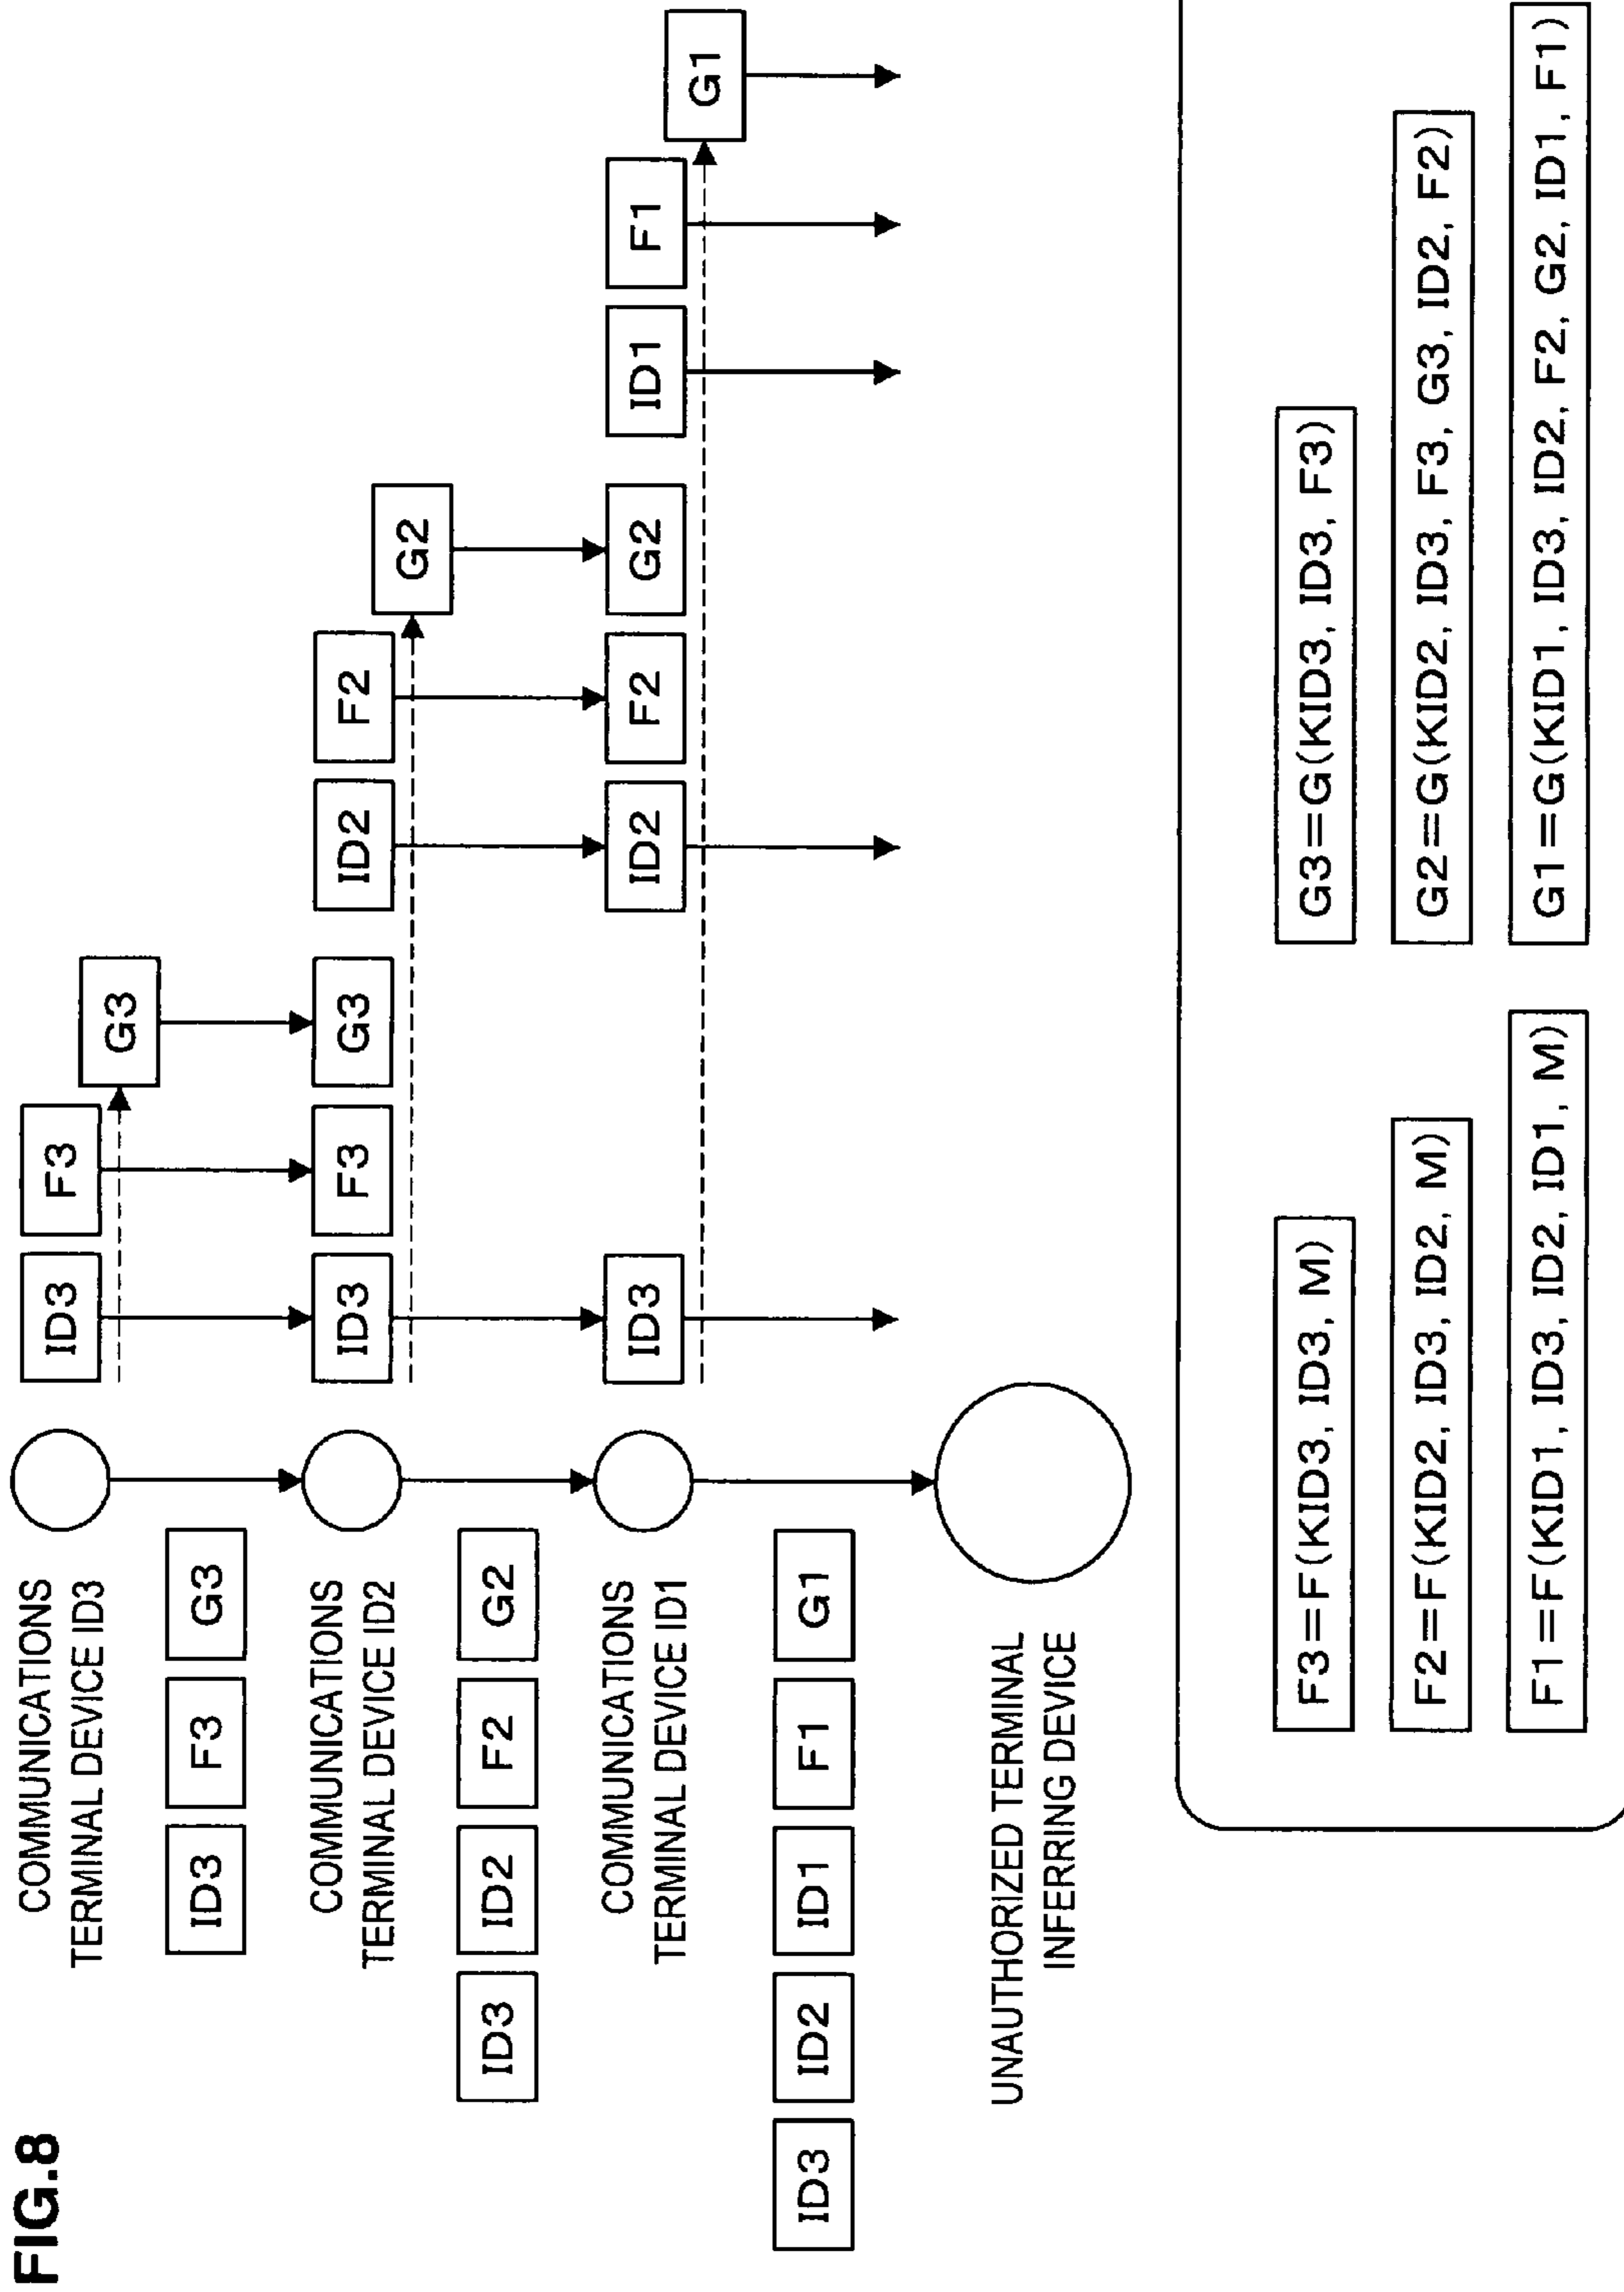 FIG.8
COMMUNICATIONS
TERMINAL DEVICE ID3
ID3 F3 G3
ID3 F3
G3
COMMUNICATIONS
TERMINAL DEVICE ID2
ID3 ID2 F2 G2
ID3 F3 G3 ID2 F2
G2
COMMUNICATIONS
TERMINAL DEVICE ID1
ID3 ID2 ID1 F1 G1
ID3 ID2 F2 G2 ID1 F1
G1
UNAUTHORIZED TERMINAL
INFERRING DEVICE
F3=F(KID3, ID3, M) G3=G(KID3, ID3, F3)
F2=F(KID2, ID3, ID2, M) G2=G(KID2, ID3, F3, G3, ID2, F2)
F1=F(KID1, ID3, ID2, ID1, M) G1=G(KID1, ID3, ID2, F2, G2, ID1, F1)